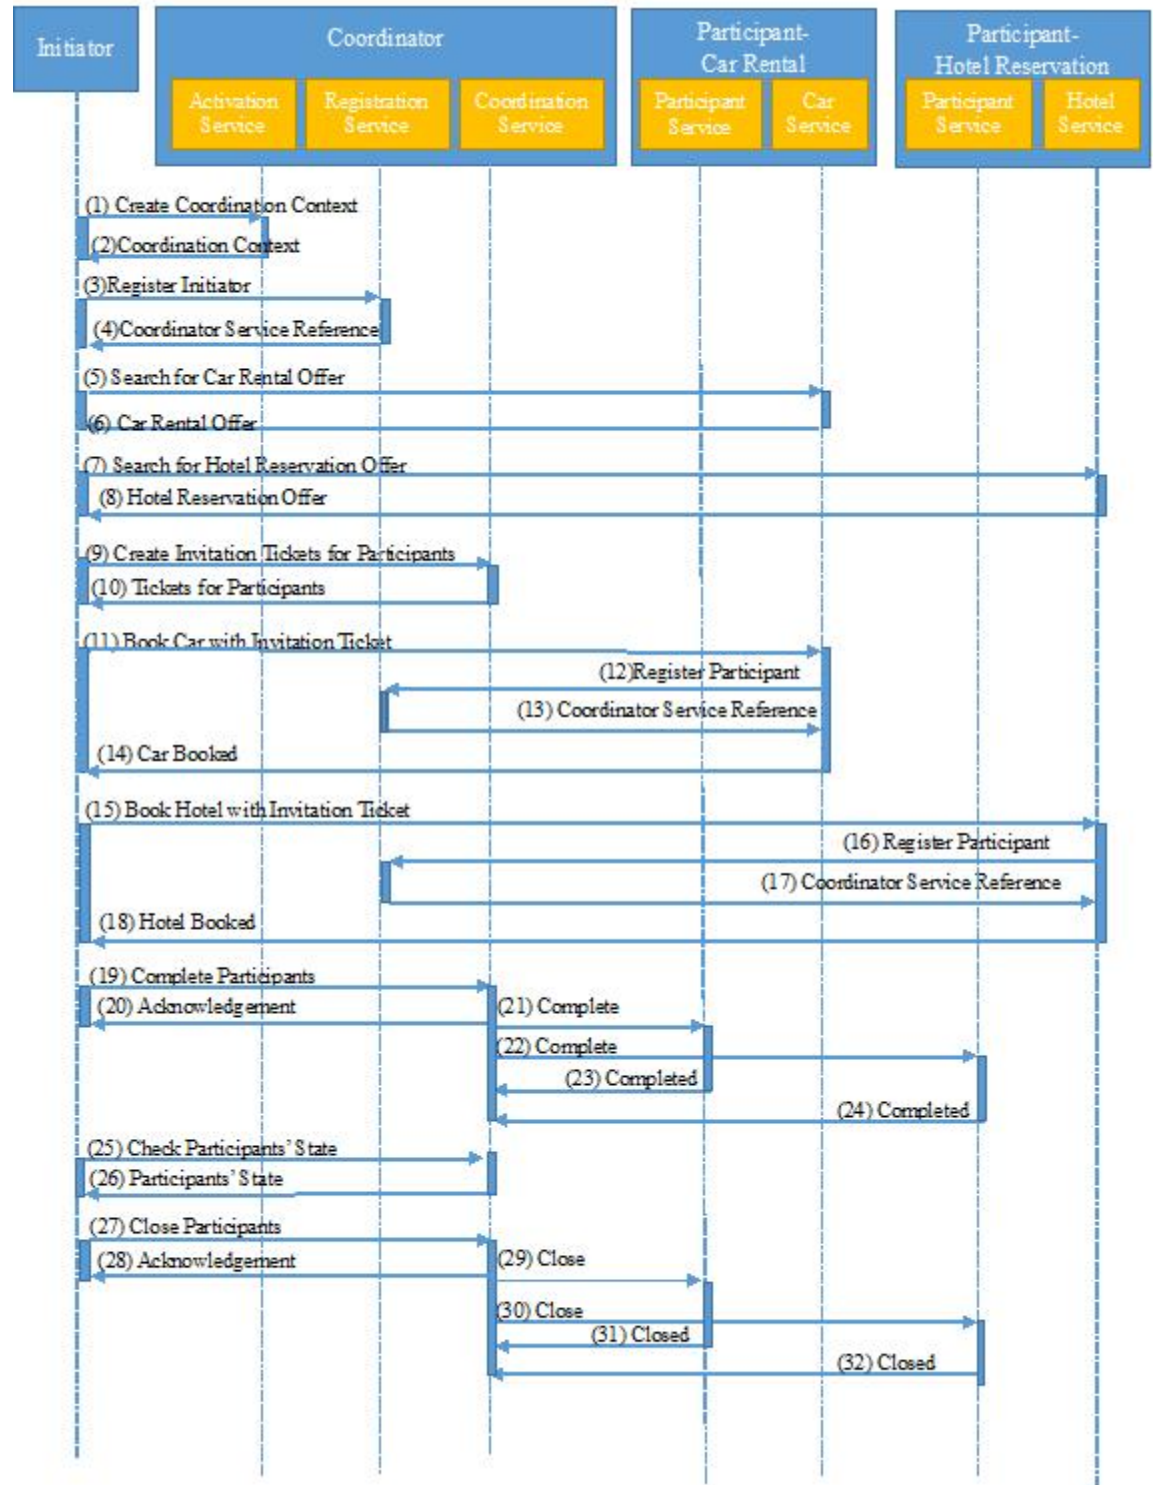 Initiator
Coordinator
Participant-
Car Rental
Participant-
Hotel Reservation
Activation
Service
Registration
Service
Coordination
Service
Participant
Service
Car
Service
Participant
Service
Hotel
Service
(1) Create Coordination Context
(2)Coordination Context
(3)Register Initiator
(4)Coordinator Service Reference
(5) Search for Car Rental Offer
(6) Car Rental Offer
(7) Search for Hotel Reservation Offer
(8) Hotel Reservation Offer
(9) Create Invitation Tickets for Participants
(10) Tickets for Participants
(11) Book Car with Invitation Ticket
(12)Register Participant
(13) Coordinator Service Reference
(14) Car Booked
(15) Book Hotel with Invitation Ticket
(16) Register Participant
(17) Coordinator Service Reference
(18) Hotel Booked
(19) Complete Participants
(20) Acknowledgement
(21) Complete
(22) Complete
(23) Completed
(24) Completed
(25) Check Participants' State
(26) Participants' State
(27) Close Participants
(28) Acknowledgement
(29) Close
(30) Close
(31) Closed
(32) Closed